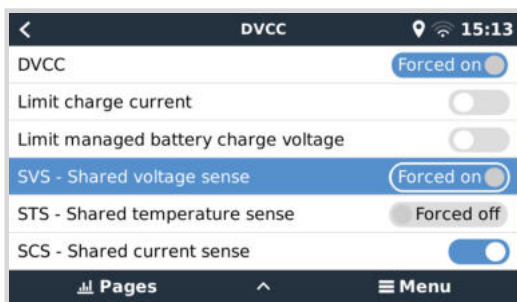 DVCC 15:13
DVCC Forced on
Limit charge current
Limit managed battery charge voltage
SVS - Shared voltage sense Forced on
STS - Shared temperature sense Forced off
SCS - Shared current sense
Pages Menu